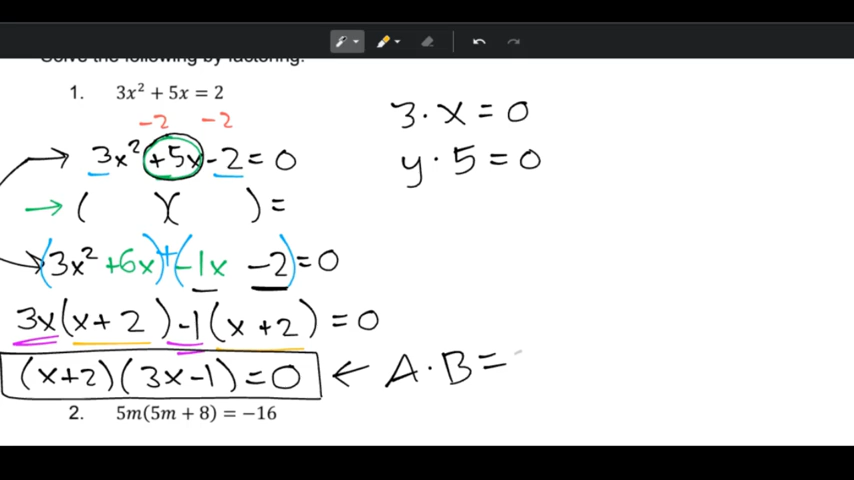 Solve the following by factoring.
1. 3x² + 5x = 2
-2 -2
3x² +5x -2 = 0
( )( ) =
(3x² +6x) + (-1x -2) = 0
3x(x+2) -1(x+2) = 0
(x+2)(3x-1) = 0 ← A·B =
2. 5m(5m + 8) = −16
3·x = 0
y·5 = 0